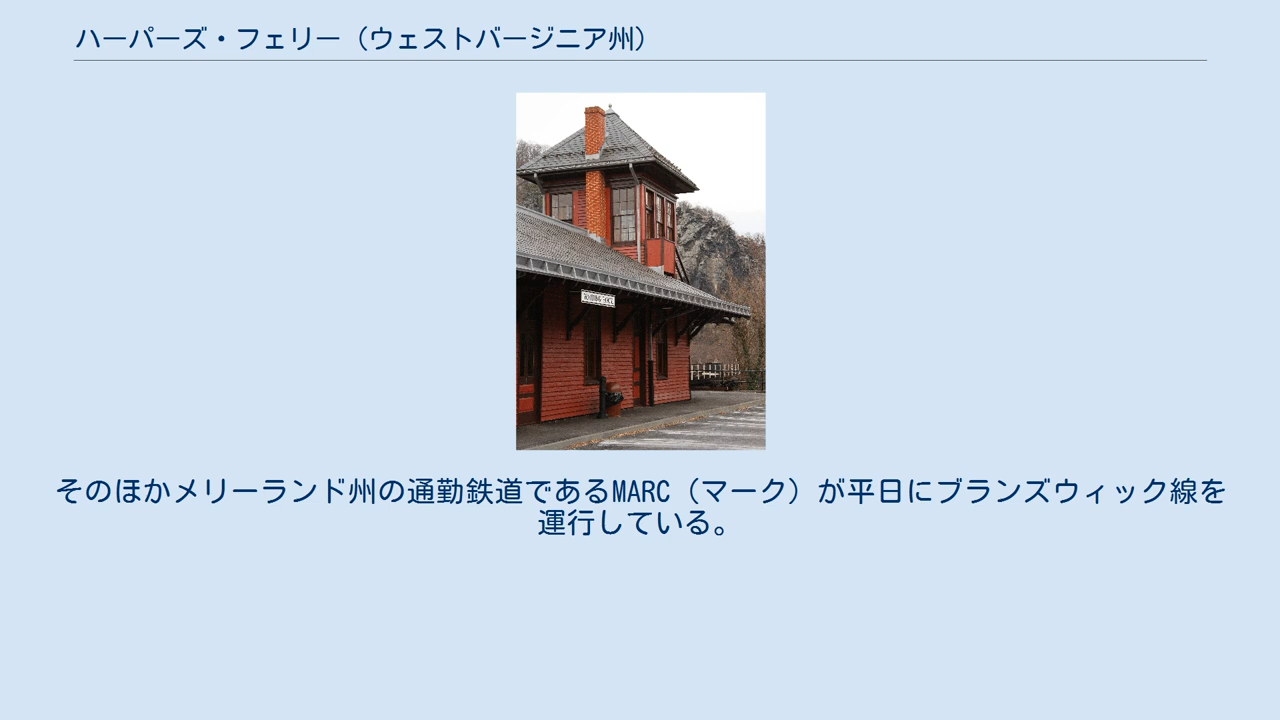 ハーパーズ・フェリー（ウェストバージニア州）
そのほかメリーランド州の通勤鉄道であるMARC（マーク）が平日にブランズウィック線を
運行している。